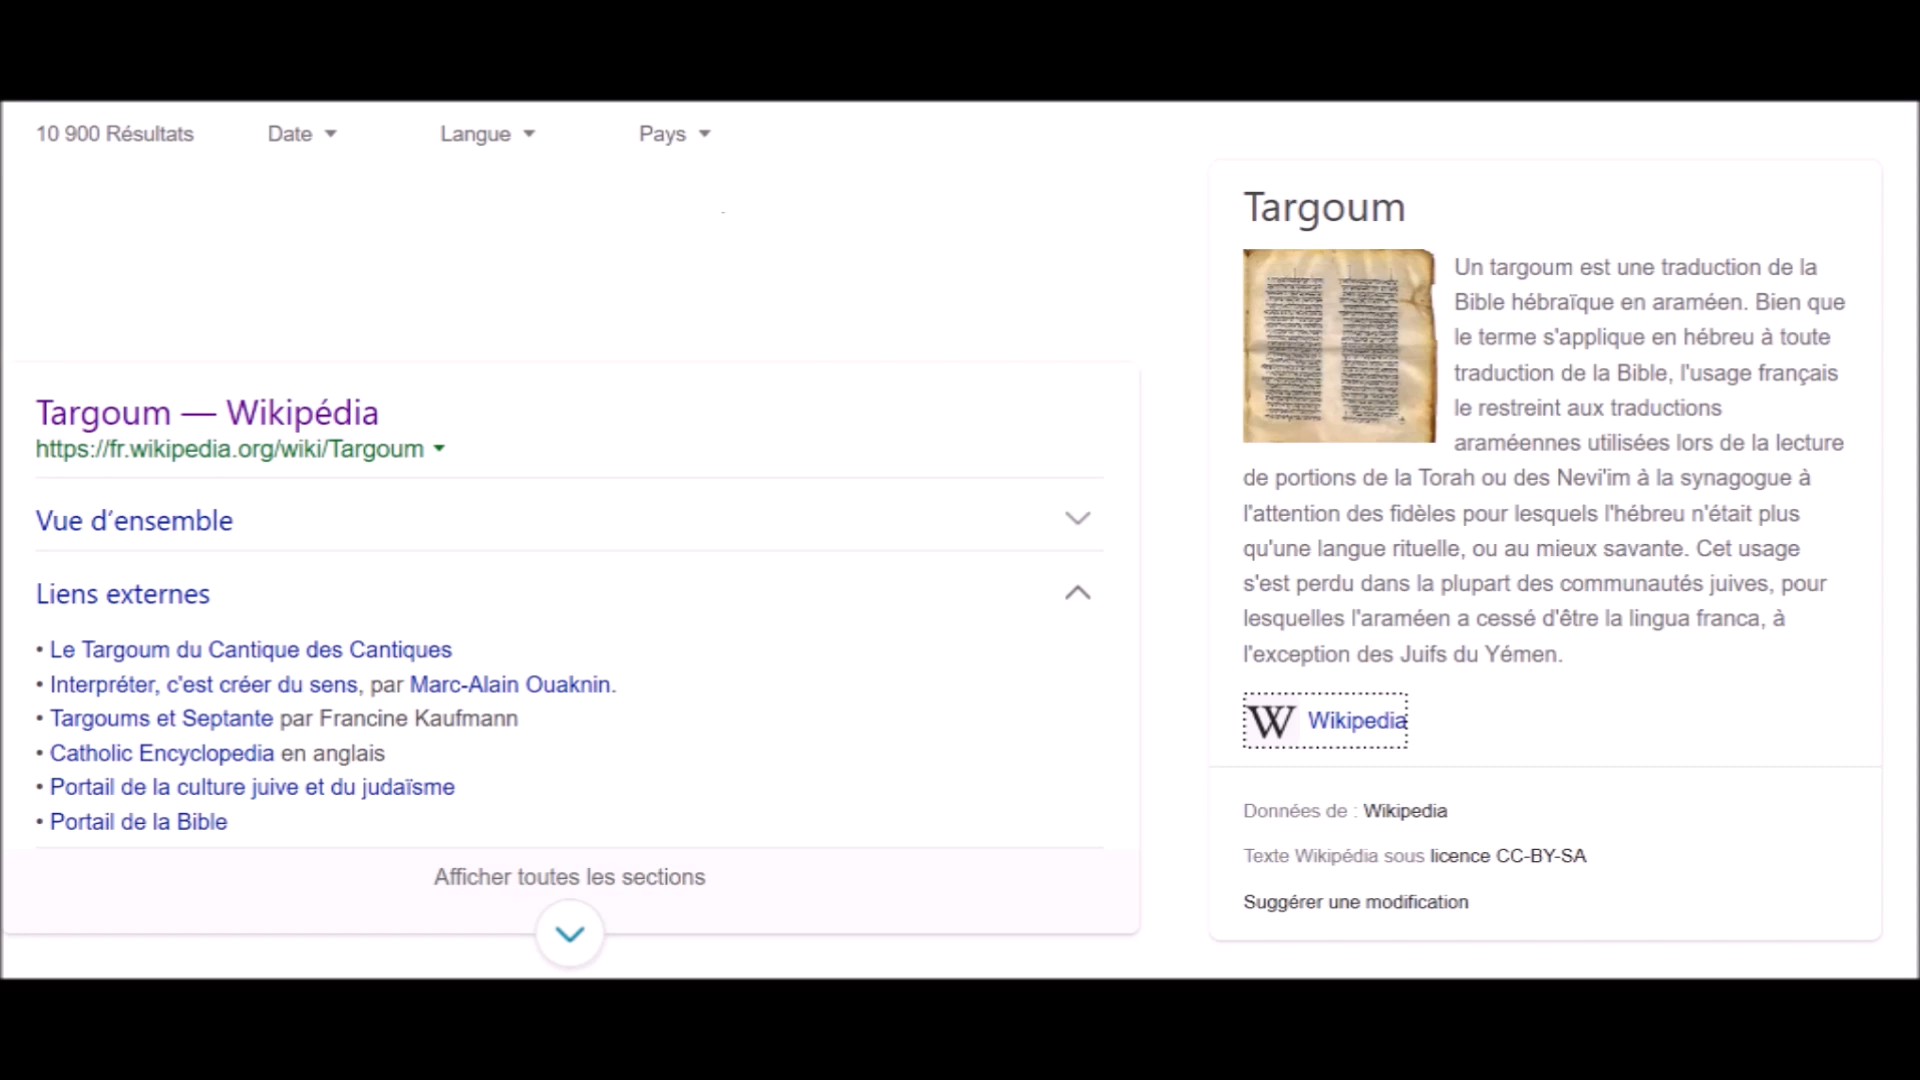 10 900 Résultats Date Langue Pays
Targoum — Wikipédia
https://fr.wikipedia.org/wiki/Targoum
Vue d’ensemble
Liens externes
• Le Targoum du Cantique des Cantiques
• Interpréter, c'est créer du sens, par Marc-Alain Ouaknin.
• Targoums et Septante par Francine Kaufmann
• Catholic Encyclopedia en anglais
• Portail de la culture juive et du judaïsme
• Portail de la Bible
Afficher toutes les sections
Targoum
Un targoum est une traduction de la
Bible hébraïque en araméen. Bien que
le terme s'applique en hébreu à toute
traduction de la Bible, l'usage français
le restreint aux traductions
araméennes utilisées lors de la lecture
de portions de la Torah ou des Nevi'im à la synagogue à
l'attention des fidèles pour lesquels l'hébreu n'était plus
qu'une langue rituelle, ou au mieux savante. Cet usage
s'est perdu dans la plupart des communautés juives, pour
lesquelles l'araméen a cessé d'être la lingua franca, à
l'exception des Juifs du Yémen.
W Wikipedia
Données de : Wikipedia
Texte Wikipédia sous licence CC-BY-SA
Suggérer une modification